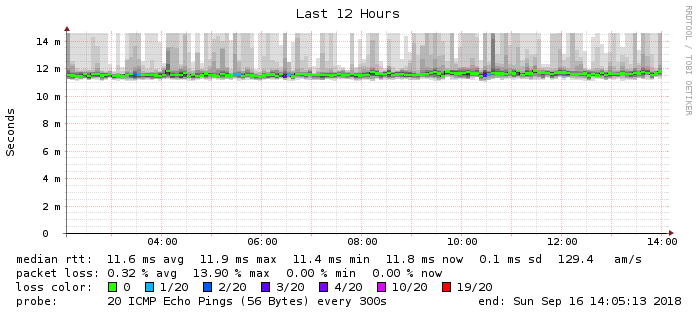 Last 12 Hours
RRDTOOL / TOBI OETIKER
Seconds
14 m
12 m
10 m
8 m
6 m
4 m
2 m
0
04:00 06:00 08:00 10:00 12:00 14:00
median rtt: 11.6 ms avg 11.9 ms max 11.4 ms min 11.8 ms now 0.1 ms sd 129.4 am/s
packet loss: 0.32 % avg 13.90 % max 0.00 % min 0.00 % now
loss color: 0 1/20 2/20 3/20 4/20 10/20 19/20
probe: 20 ICMP Echo Pings (56 Bytes) every 300s end: Sun Sep 16 14:05:13 2018